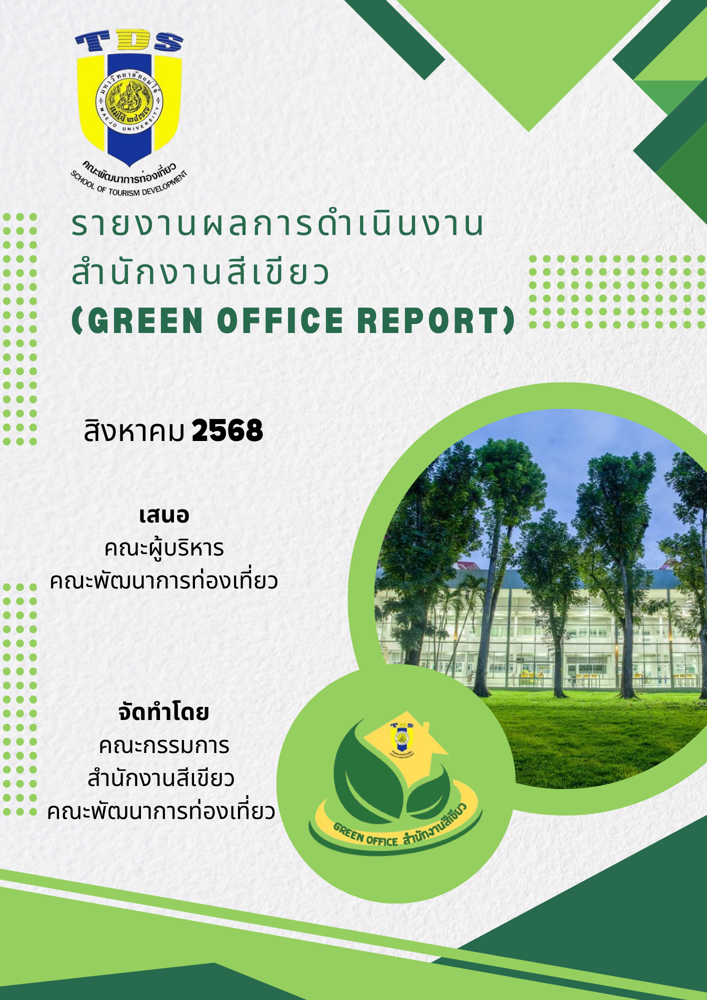 TDS
มหาวิทยาลัยแม่โจ้
แม่โจ้ ๒๔๗๗
MAEJO UNIVERSITY
คณะพัฒนาการท่องเที่ยว
SCHOOL OF TOURISM DEVELOPMENT
รายงานผลการดำเนินงาน
สำนักงานสีเขียว
(GREEN OFFICE REPORT)
สิงหาคม 2568
เสนอ
คณะผู้บริหาร
คณะพัฒนาการท่องเที่ยว
จัดทำโดย
คณะกรรมการ
สำนักงานสีเขียว
คณะพัฒนาการท่องเที่ยว
TDS
GREEN OFFICE สำนักงานสีเขียว